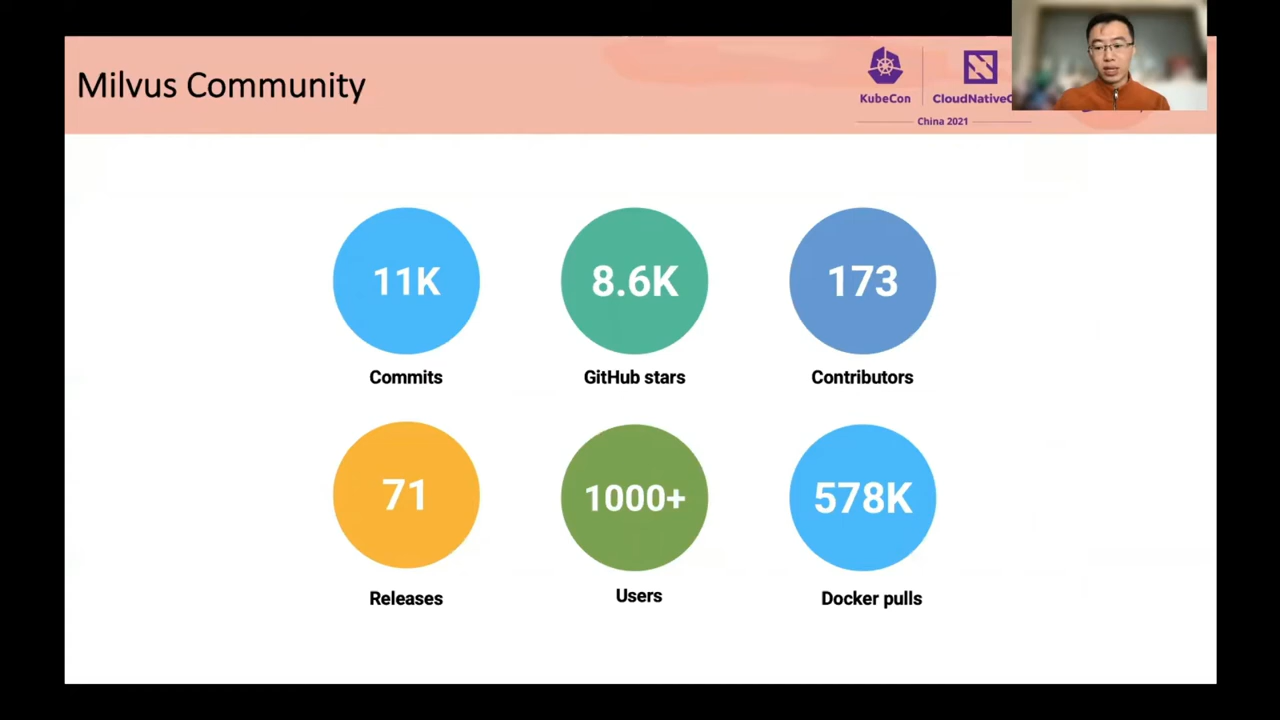 Milvus Community
KubeCon
CloudNativeC
China 2021
11K
8.6K
173
Commits
GitHub stars
Contributors
71
1000+
578K
Releases
Users
Docker pulls